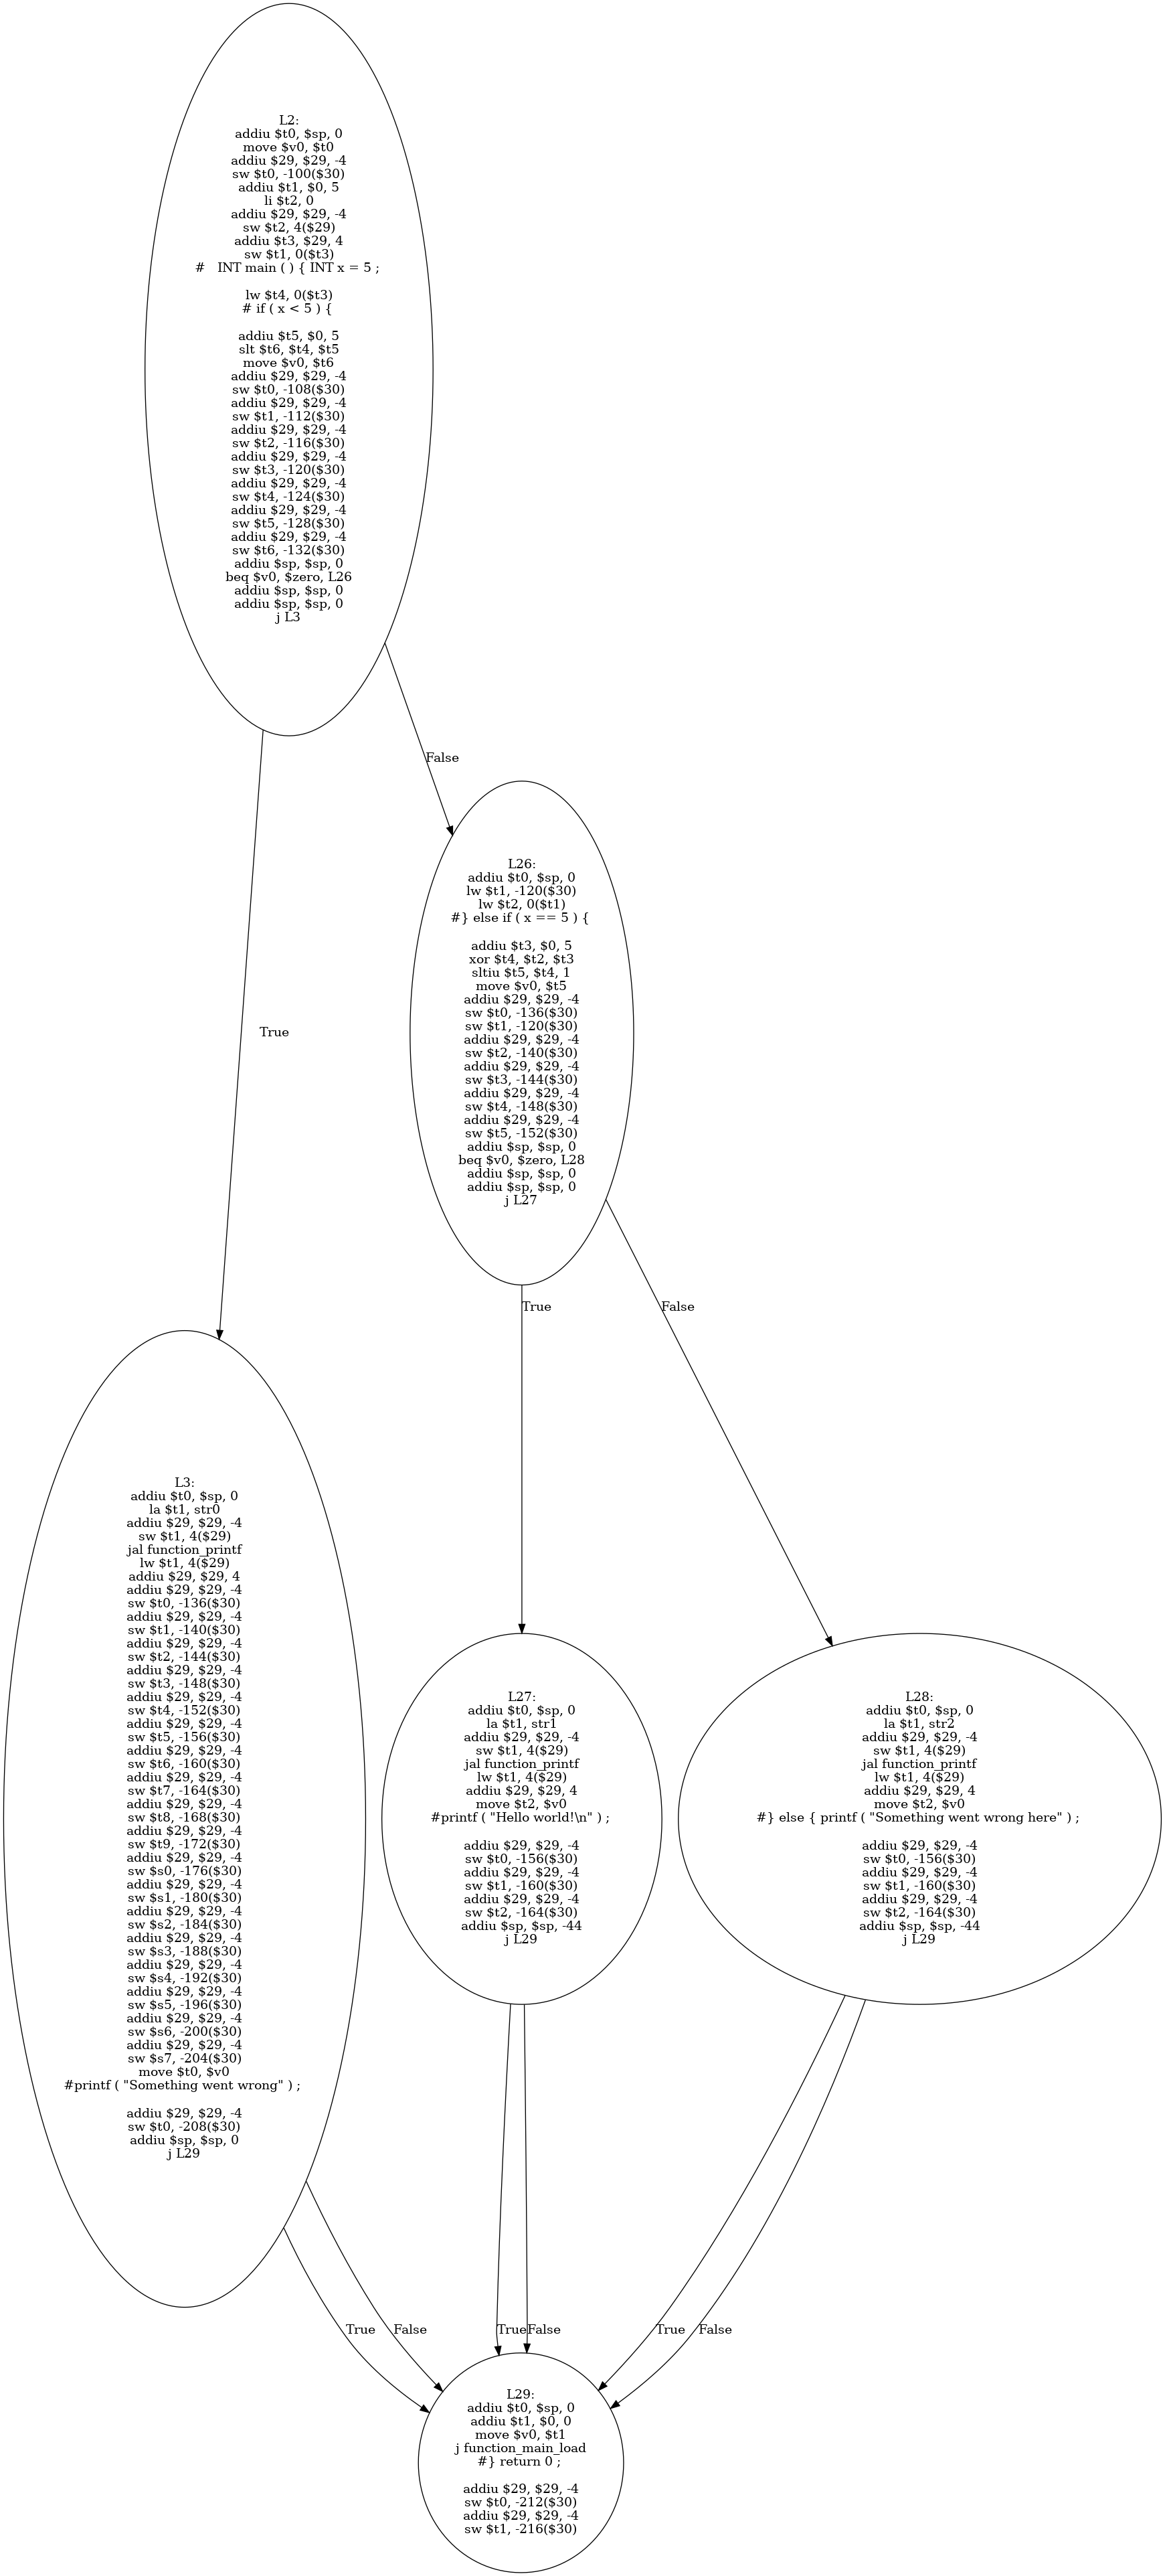 L2:
addiu $t0, $sp, 0
move $v0, $t0
addiu $29, $29, -4
sw $t0, -100($30)
addiu $t1, $0, 5
li $t2, 0
addiu $29, $29, -4
sw $t2, 4($29)
addiu $t3, $29, 4
sw $t1, 0($t3)
# INT main ( ) { INT x = 5 ;
lw $t4, 0($t3)
# if ( x < 5 ) {
addiu $t5, $0, 5
slt $t6, $t4, $t5
move $v0, $t6
addiu $29, $29, -4
sw $t0, -108($30)
addiu $29, $29, -4
sw $t1, -112($30)
addiu $29, $29, -4
sw $t2, -116($30)
addiu $29, $29, -4
sw $t3, -120($30)
addiu $29, $29, -4
sw $t4, -124($30)
addiu $29, $29, -4
sw $t5, -128($30)
addiu $29, $29, -4
sw $t6, -132($30)
addiu $sp, $sp, 0
beq $v0, $zero, L26
addiu $sp, $sp, 0
addiu $sp, $sp, 0
j L3
False
L26:
addiu $t0, $sp, 0
lw $t1, -120($30)
lw $t2, 0($t1)
#} else if ( x == 5 ) {
addiu $t3, $0, 5
xor $t4, $t2, $t3
sltiu $t5, $t4, 1
move $v0, $t5
addiu $29, $29, -4
sw $t0, -136($30)
sw $t1, -120($30)
addiu $29, $29, -4
sw $t2, -140($30)
addiu $29, $29, -4
sw $t3, -144($30)
addiu $29, $29, -4
sw $t4, -148($30)
addiu $29, $29, -4
sw $t5, -152($30)
addiu $sp, $sp, 0
beq $v0, $zero, L28
addiu $sp, $sp, 0
addiu $sp, $sp, 0
j L27
True
True
False
L3:
addiu $t0, $sp, 0
la $t1, str0
addiu $29, $29, -4
sw $t1, 4($29)
jal function_printf
lw $t1, 4($29)
addiu $29, $29, 4
addiu $29, $29, -4
sw $t0, -136($30)
addiu $29, $29, -4
sw $t1, -140($30)
addiu $29, $29, -4
sw $t2, -144($30)
addiu $29, $29, -4
sw $t3, -148($30)
addiu $29, $29, -4
sw $t4, -152($30)
addiu $29, $29, -4
sw $t5, -156($30)
addiu $29, $29, -4
sw $t6, -160($30)
addiu $29, $29, -4
sw $t7, -164($30)
addiu $29, $29, -4
sw $t8, -168($30)
addiu $29, $29, -4
sw $t9, -172($30)
addiu $29, $29, -4
sw $s0, -176($30)
addiu $29, $29, -4
sw $s1, -180($30)
addiu $29, $29, -4
sw $s2, -184($30)
addiu $29, $29, -4
sw $s3, -188($30)
addiu $29, $29, -4
sw $s4, -192($30)
addiu $29, $29, -4
sw $s5, -196($30)
addiu $29, $29, -4
sw $s6, -200($30)
addiu $29, $29, -4
sw $s7, -204($30)
move $t0, $v0
#printf ( "Something went wrong" ) ;
addiu $29, $29, -4
sw $t0, -208($30)
addiu $sp, $sp, 0
j L29
L27:
addiu $t0, $sp, 0
la $t1, str1
addiu $29, $29, -4
sw $t1, 4($29)
jal function_printf
lw $t1, 4($29)
addiu $29, $29, 4
move $t2, $v0
#printf ( "Hello world!\n" ) ;
addiu $29, $29, -4
sw $t0, -156($30)
addiu $29, $29, -4
sw $t1, -160($30)
addiu $29, $29, -4
sw $t2, -164($30)
addiu $sp, $sp, -44
j L29
L28:
addiu $t0, $sp, 0
la $t1, str2
addiu $29, $29, -4
sw $t1, 4($29)
jal function_printf
lw $t1, 4($29)
addiu $29, $29, 4
move $t2, $v0
#} else { printf ( "Something went wrong here" ) ;
addiu $29, $29, -4
sw $t0, -156($30)
addiu $29, $29, -4
sw $t1, -160($30)
addiu $29, $29, -4
sw $t2, -164($30)
addiu $sp, $sp, -44
j L29
True
False
True
False
True
False
L29:
addiu $t0, $sp, 0
addiu $t1, $0, 0
move $v0, $t1
j function_main_load
#} return 0 ;
addiu $29, $29, -4
sw $t0, -212($30)
addiu $29, $29, -4
sw $t1, -216($30)